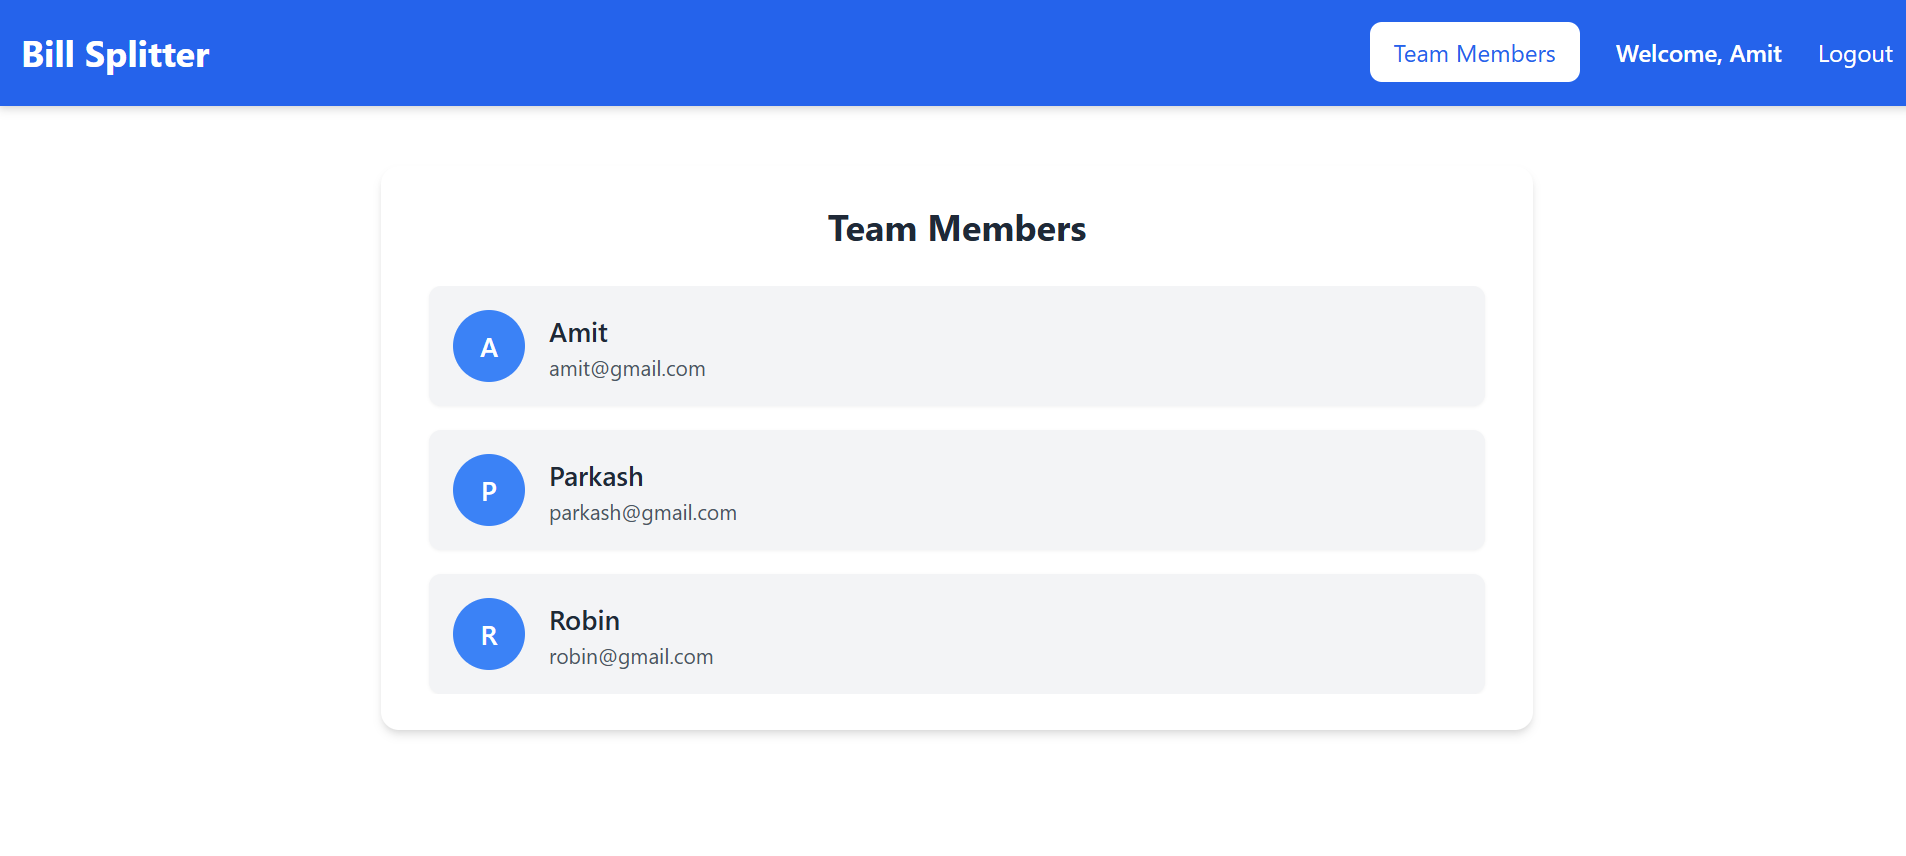 Bill Splitter
Team Members
Welcome, Amit
Logout
Team Members
A
Amit
amit@gmail.com
P
Parkash
parkash@gmail.com
R
Robin
robin@gmail.com